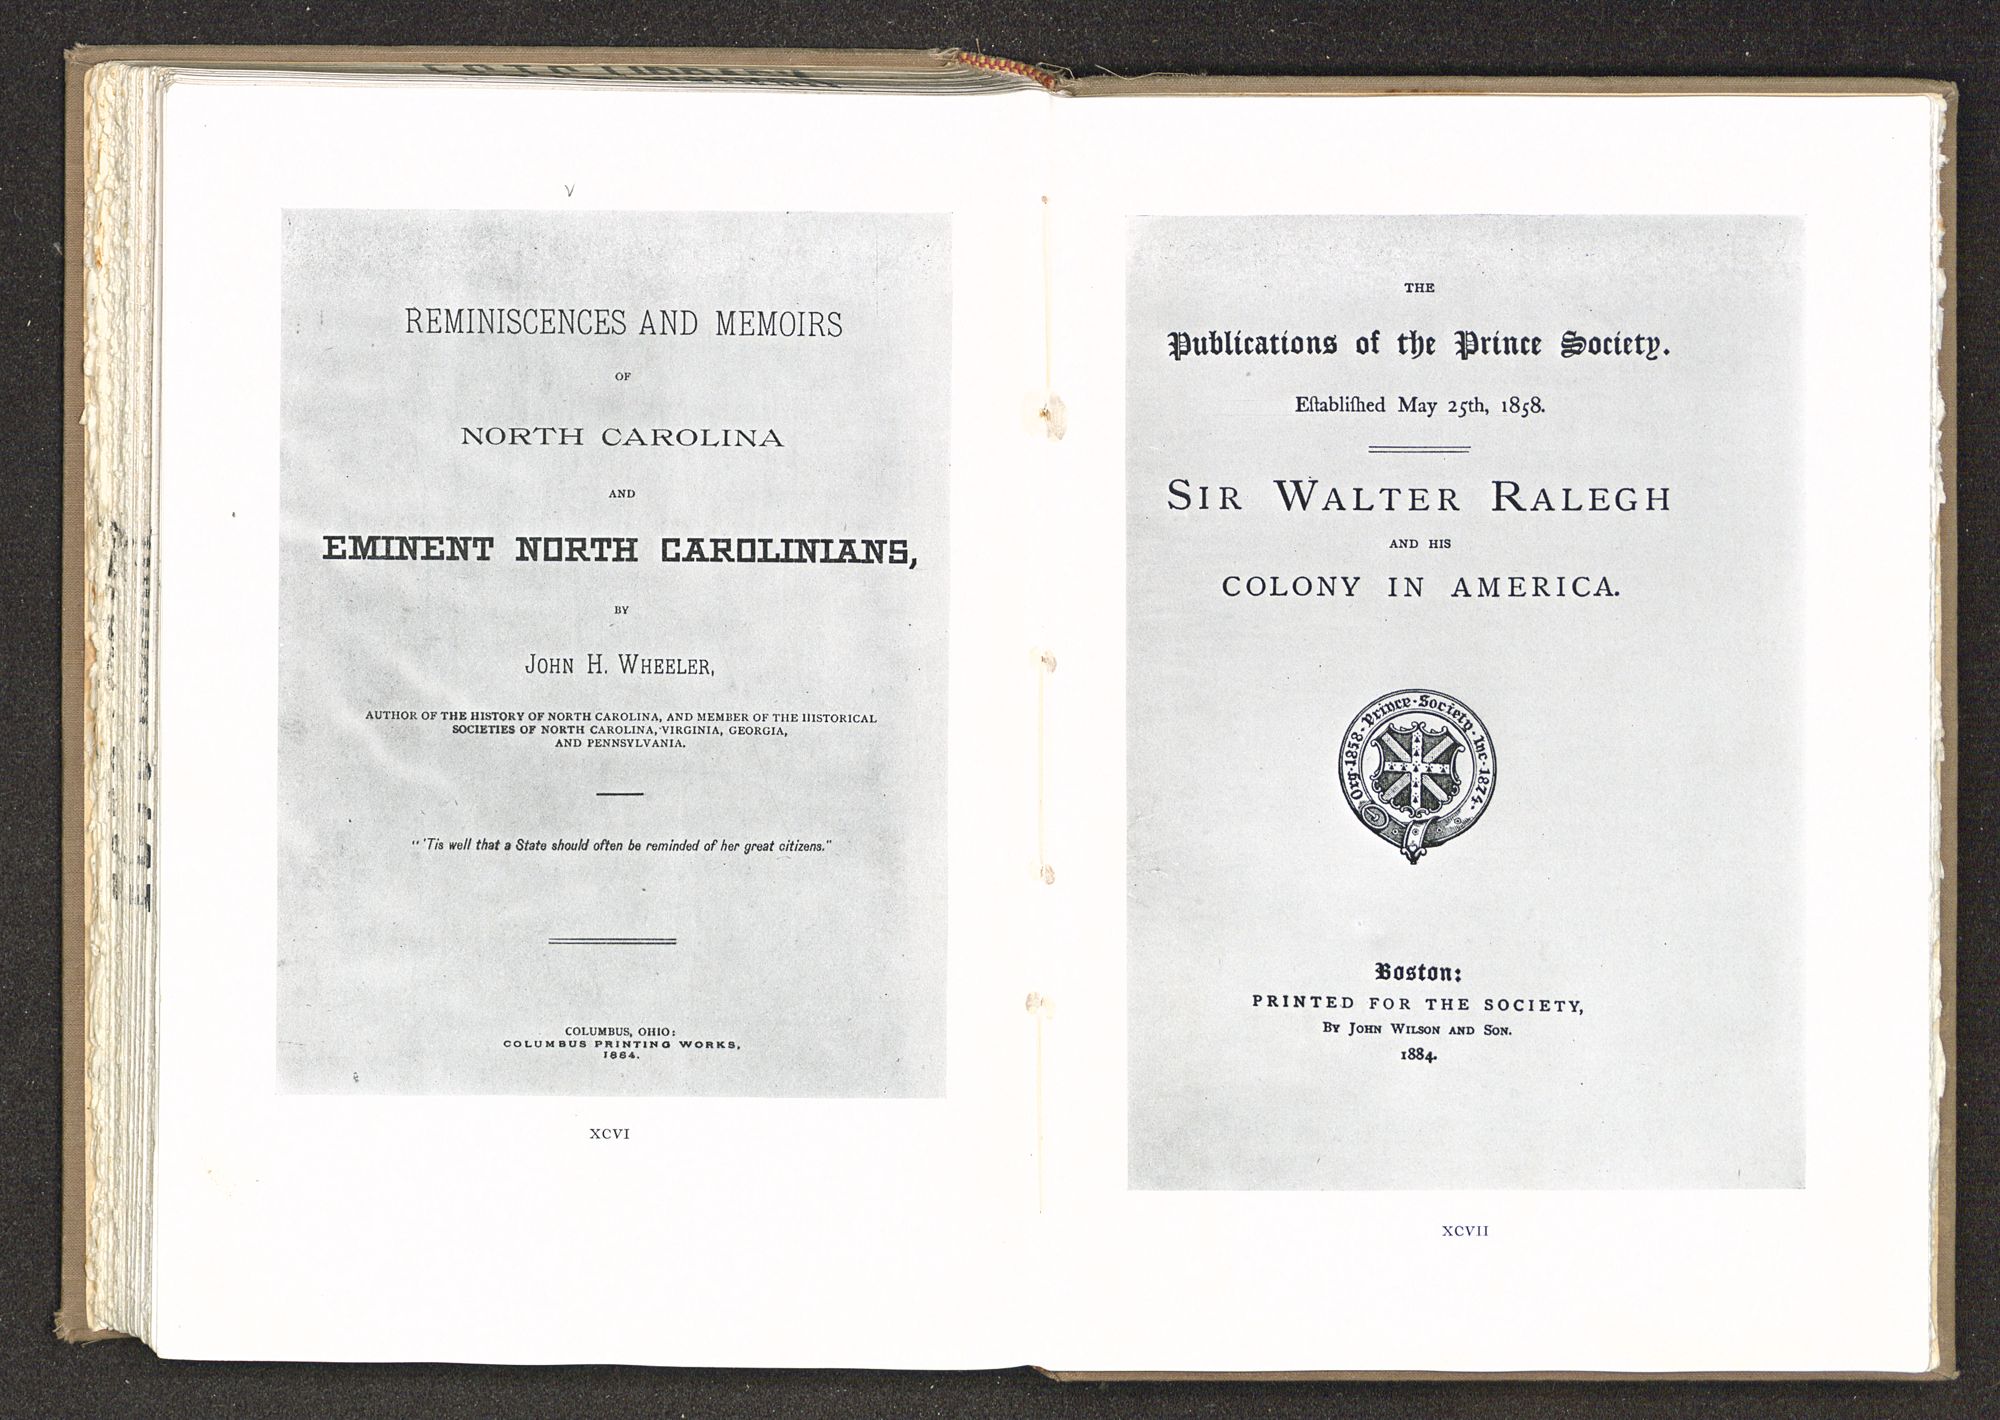 REMINISCENCES AND MEMOIRS
OF
NORTH CAROLINA
AND
EMINENT NORTH CAROLINIANS,
BY
JOHN H. WHEELER,
AUTHOR OF THE HISTORY OF NORTH CAROLINA, AND MEMBER OF THE HISTORICAL
SOCIETIES OF NORTH CAROLINA, VIRGINIA, GEORGIA,
AND PENNSYLVANIA.
"'Tis well that a State should often be reminded of her great citizens."
COLUMBUS, OHIO:
COLUMBUS PRINTING WORKS,
1884.
XCVI
THE
Publications of the Prince Society.
Eſtabliſhed May 25th, 1858.
SIR WALTER RALEGH
AND HIS
COLONY IN AMERICA.
Org·1858·Prince·Society·Inc·1874·
Boston:
PRINTED FOR THE SOCIETY,
BY JOHN WILSON AND SON.
1884.
XCVII